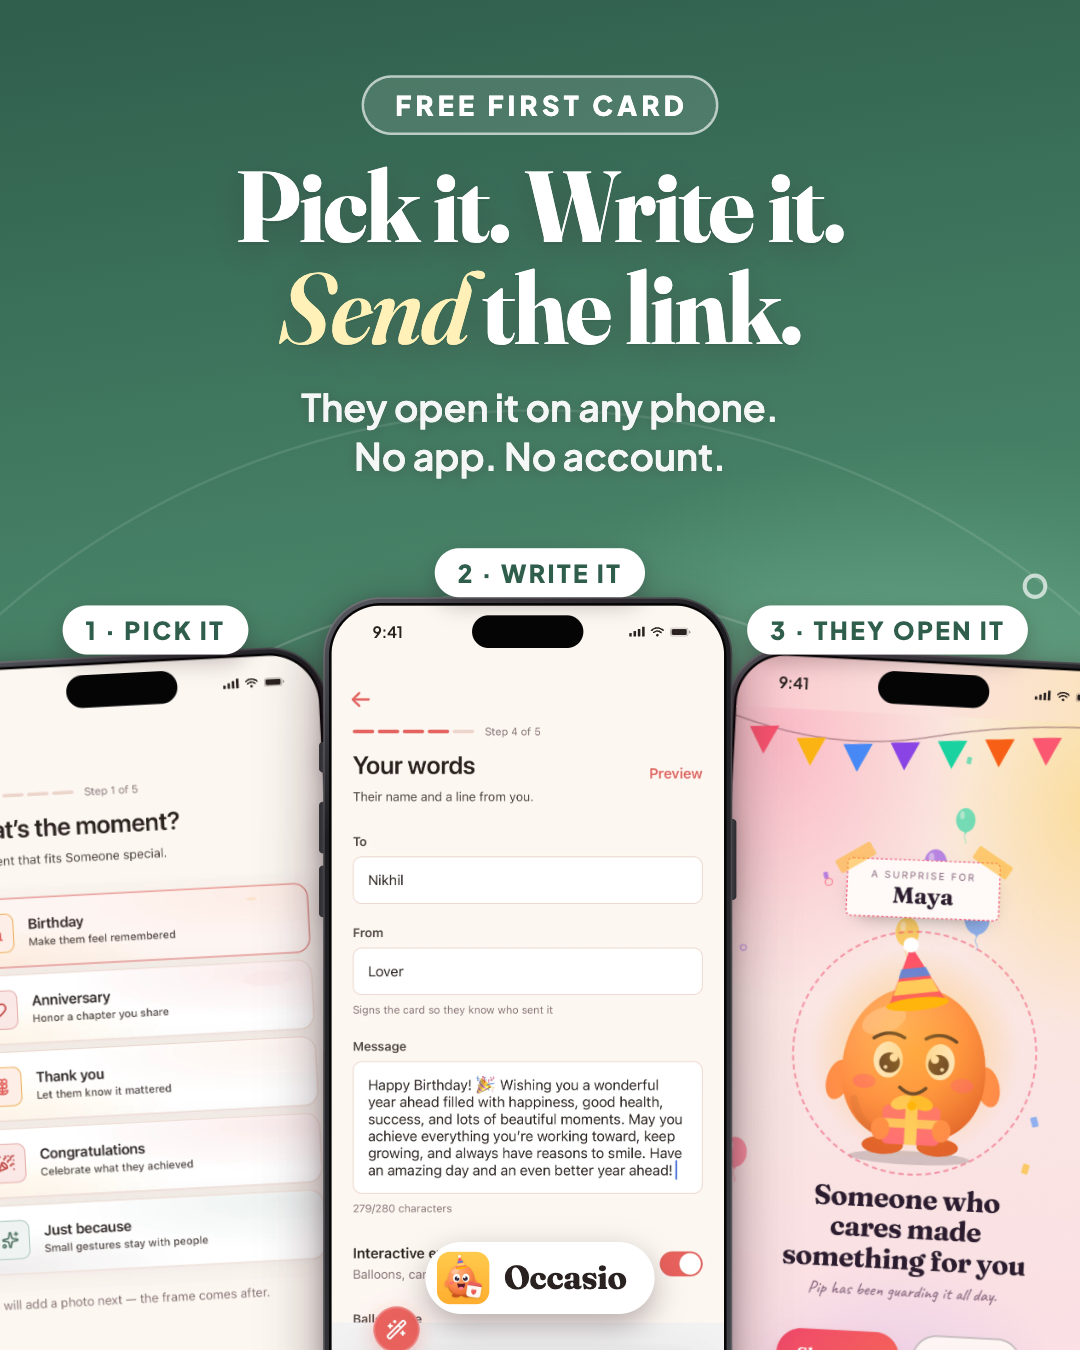 FREE FIRST CARD
Pick it. Write it.
Send the link.
They open it on any phone.
No app. No account.
1 · PICK IT
2 · WRITE IT
3 · THEY OPEN IT
Step 1 of 5
at's the moment?
ent that fits Someone special.
Birthday
Make them feel remembered
Anniversary
Honor a chapter you share
Thank you
Let them know it mattered
Congratulations
Celebrate what they achieved
Just because
Small gestures stay with people
will add a photo next — the frame comes after.
9:41
Step 4 of 5
Your words
Preview
Their name and a line from you.
To
Nikhil
From
Lover
Signs the card so they know who sent it
Message
Happy Birthday! 🎉 Wishing you a wonderful
year ahead filled with happiness, good health,
success, and lots of beautiful moments. May you
achieve everything you're working toward, keep
growing, and always have reasons to smile. Have
an amazing day and an even better year ahead!
279/280 characters
Interactive
Balloons,
Occasio
9:41
A SURPRISE FOR
Maya
Someone who
cares made
something for you
Pip has been guarding it all day.